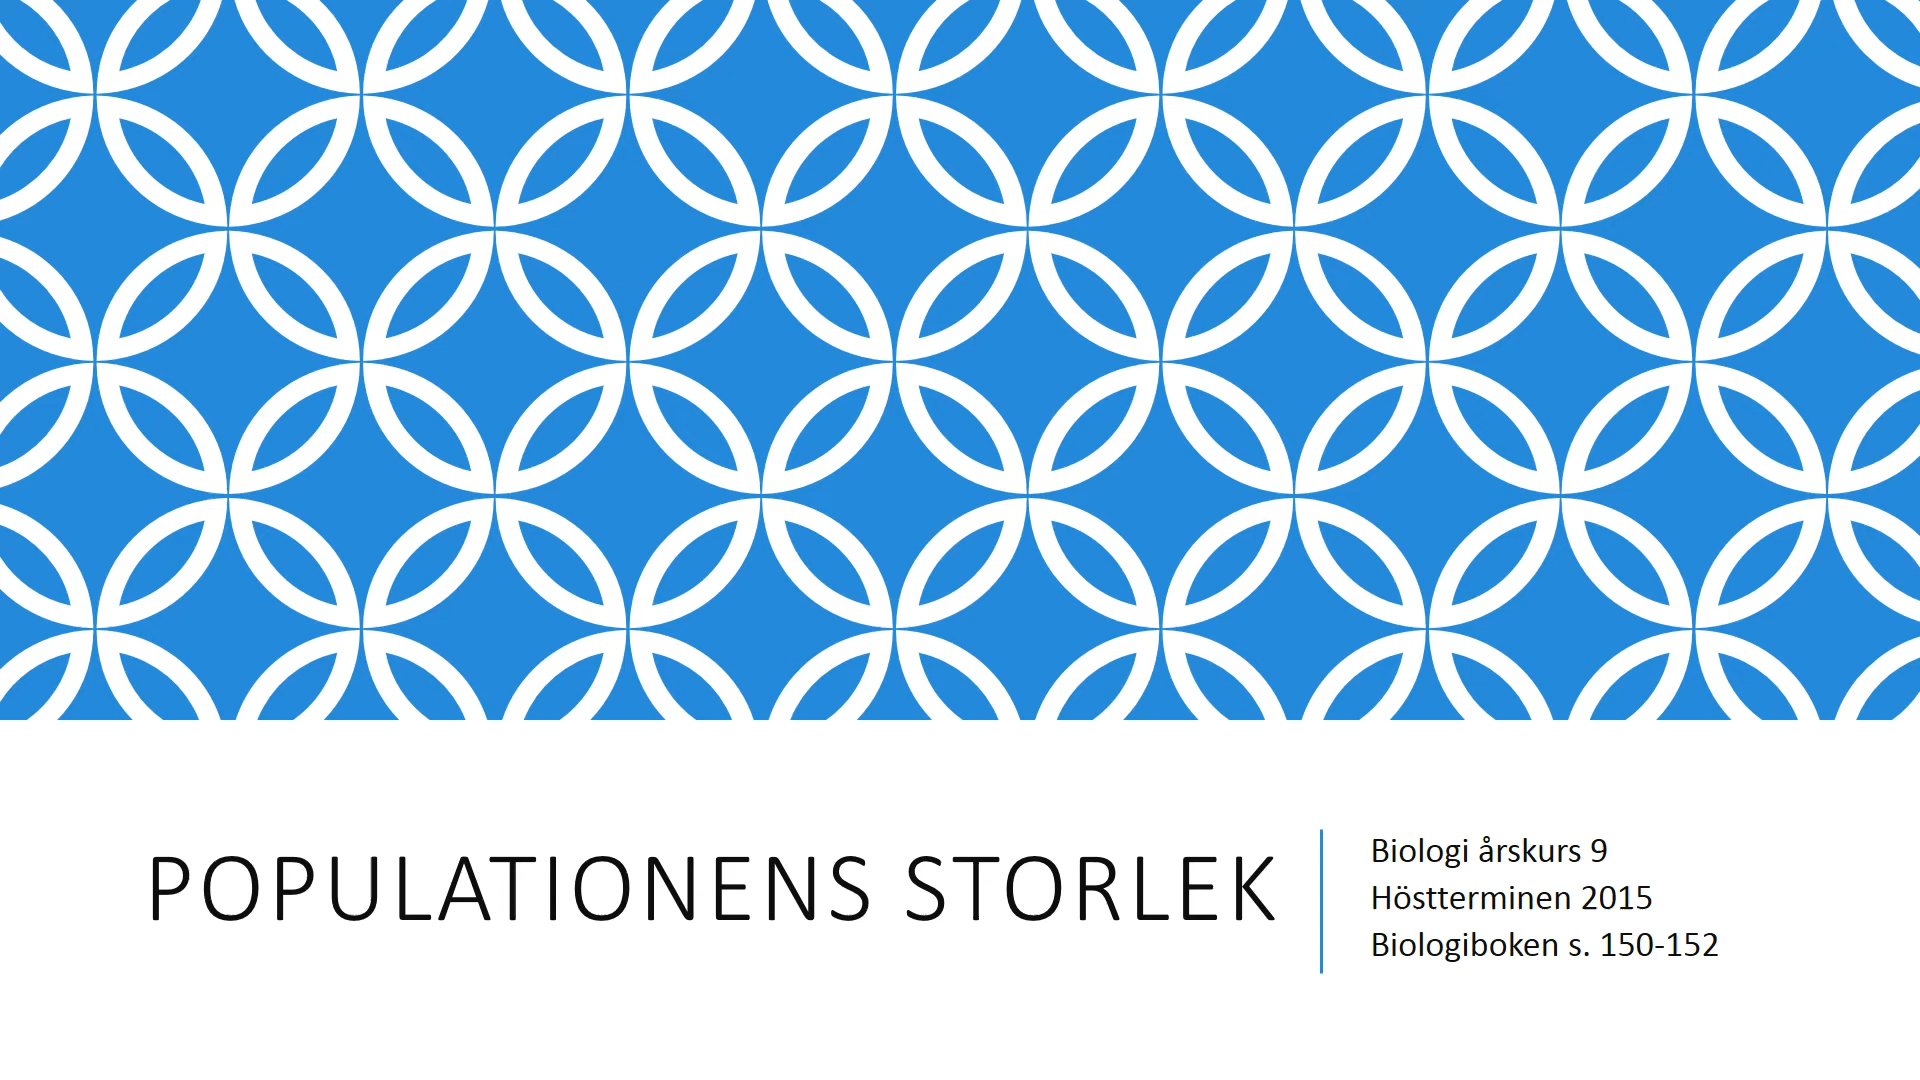 POPULATIONENS STORLEK
Biologi årskurs 9
Höstterminen 2015
Biologiboken s. 150-152